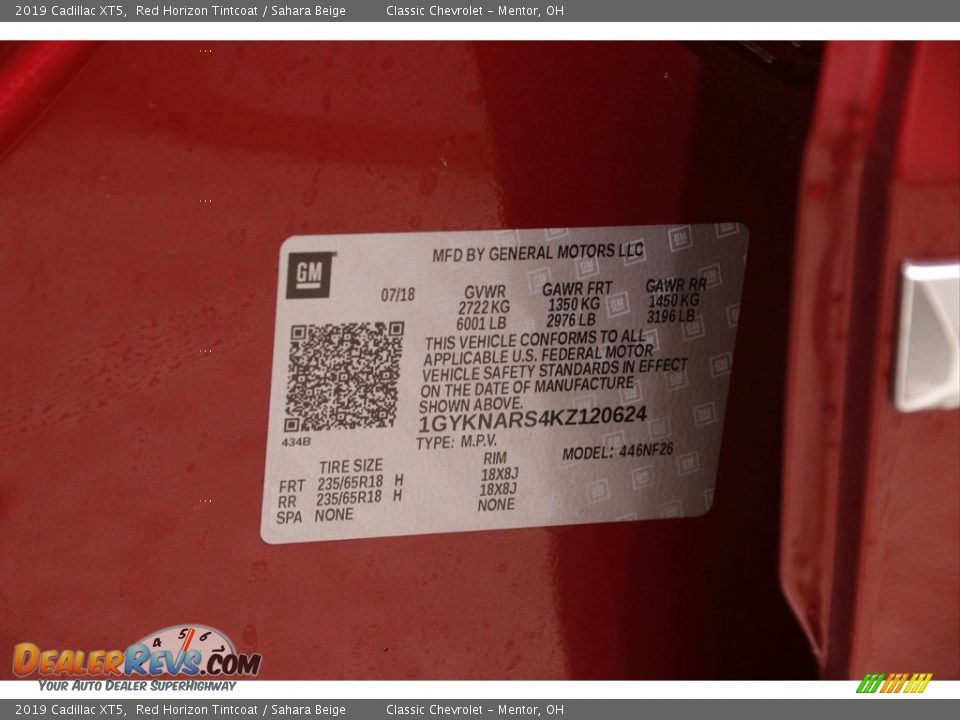 2019 Cadillac XT5,  Red Horizon Tintcoat / Sahara Beige  Classic Chevrolet - Mentor, OH
MFD BY GENERAL MOTORS LLC
GM
07/18
GVWR  GAWR FRT  GAWR RR
2722 KG  1350 KG  1450 KG
6001 LB  2976 LB  3196 LB
THIS VEHICLE CONFORMS TO ALL
APPLICABLE U.S. FEDERAL MOTOR
VEHICLE SAFETY STANDARDS IN EFFECT
ON THE DATE OF MANUFACTURE
SHOWN ABOVE.
1GYKNARS4KZ120624
434B
TYPE: M.P.V.  MODEL: 446NF26
TIRE SIZE  RIM
FRT 235/65R18 H  18X8J
RR 235/65R18 H  18X8J
SPA NONE  NONE
4 5 6
DEALERREVS.COM
YOUR AUTO DEALER SUPERHIGHWAY
2019 Cadillac XT5,  Red Horizon Tintcoat / Sahara Beige  Classic Chevrolet - Mentor, OH